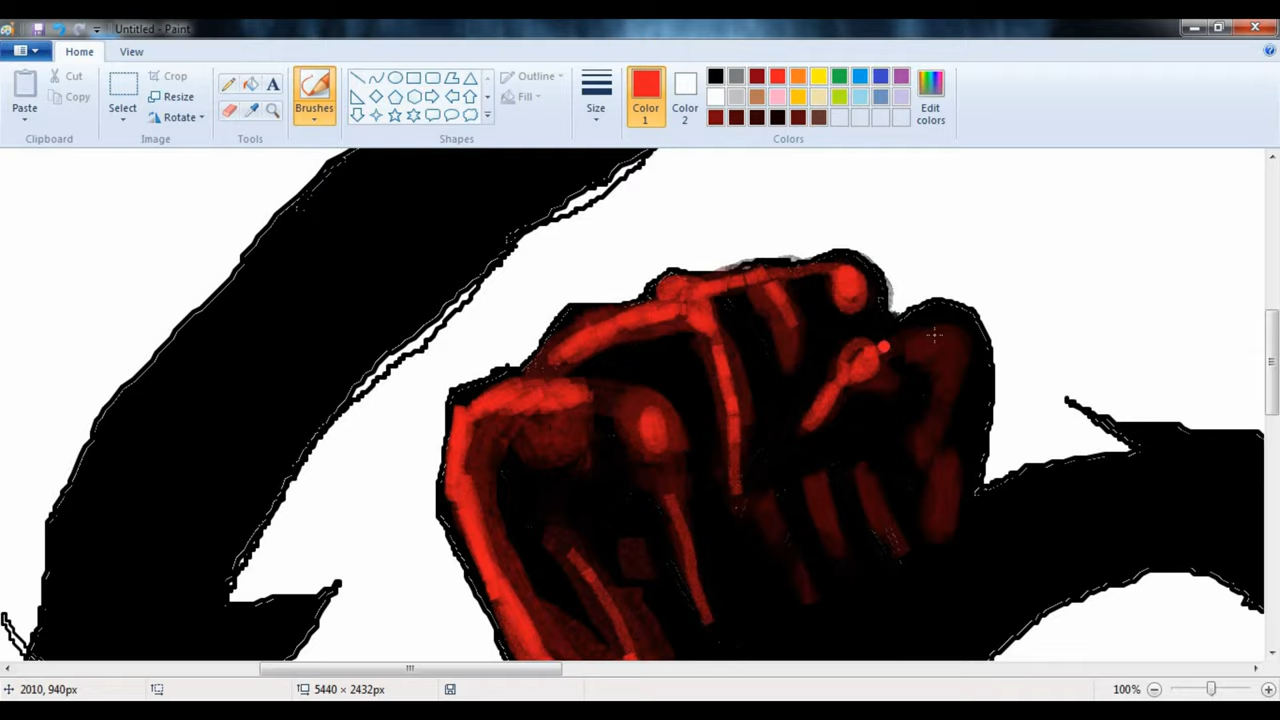 Untitled - Paint
Home View
Paste Cut Copy
Select Crop Resize Rotate
A
Brushes
Outline Fill
Size
Color 1
Color 2
Edit colors
Clipboard Image Tools Shapes Colors
2010, 940px 5440 × 2432px 100%